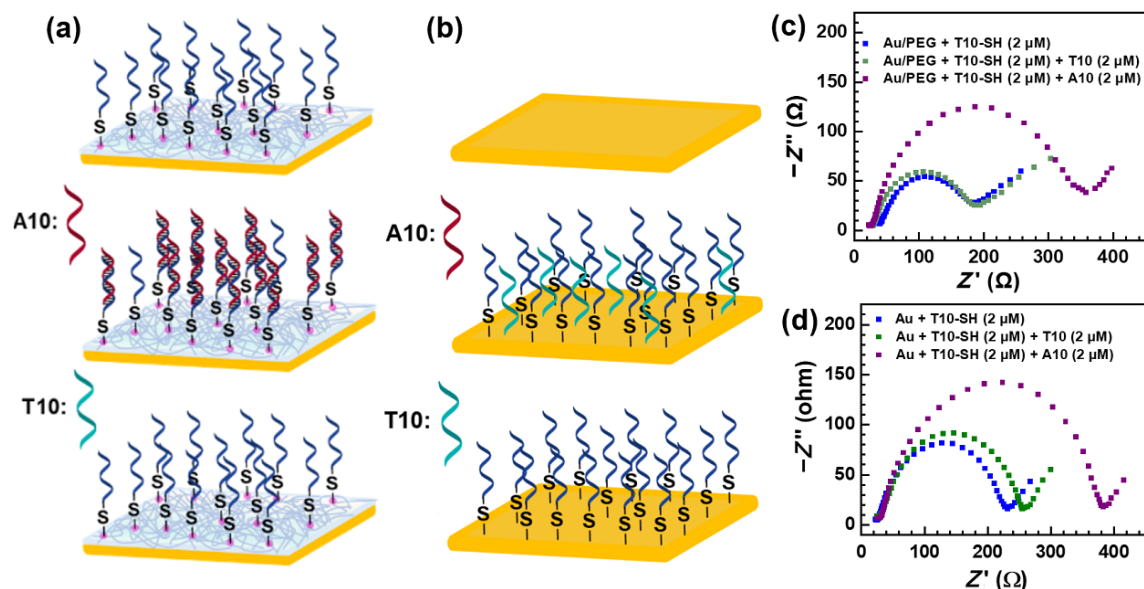 (a)
S S S S S S S S S S S
A10:
S S S S S S S S S S
T10:
S S S S S S S S S S S
(b)
A10:
S S S S S S S S S S S S S S S
T10:
S S S S S S S S S S S S S S S
(c)
200
150
100
50
0
−Z'' (Ω)
Au/PEG + T10-SH (2 µM)
Au/PEG + T10-SH (2 µM) + T10 (2 µM)
Au/PEG + T10-SH (2 µM) + A10 (2 µM)
0 100 200 300 400
Z' (Ω)
(d)
200
150
100
50
0
−Z'' (ohm)
Au + T10-SH (2 µM)
Au + T10-SH (2 µM) + T10 (2 µM)
Au + T10-SH (2 µM) + A10 (2 µM)
0 100 200 300 400
Z' (Ω)